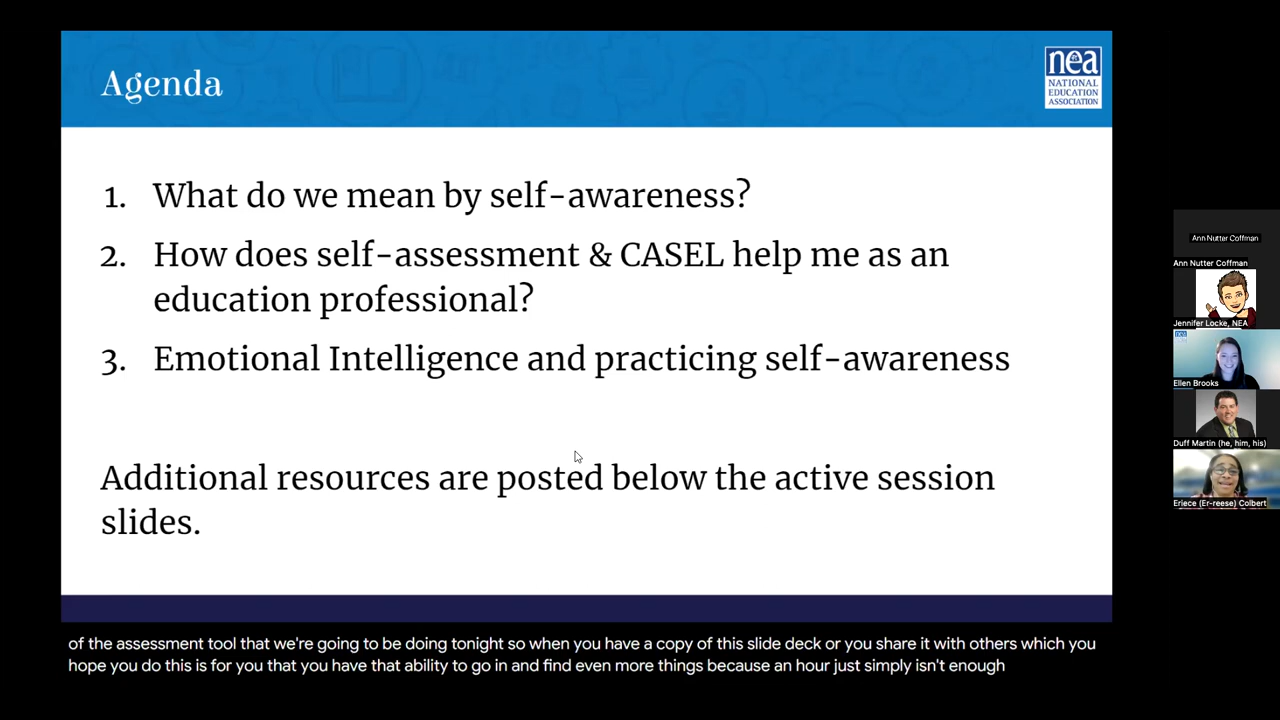 Agenda
nea
NATIONAL
EDUCATION
ASSOCIATION
1. What do we mean by self-awareness?
2. How does self-assessment & CASEL help me as an
education professional?
3. Emotional Intelligence and practicing self-awareness
Additional resources are posted below the active session
slides.
of the assessment tool that we're going to be doing tonight so when you have a copy of this slide deck or you share it with others which you
hope you do this is for you that you have that ability to go in and find even more things because an hour just simply isn't enough
Ann Nutter Coffman
Ann Nutter Coffman
Jennifer Locke, NEA
nea
Ellen Brooks
Duff Martin (he, him, his)
Eriece (Er-reese) Colbert